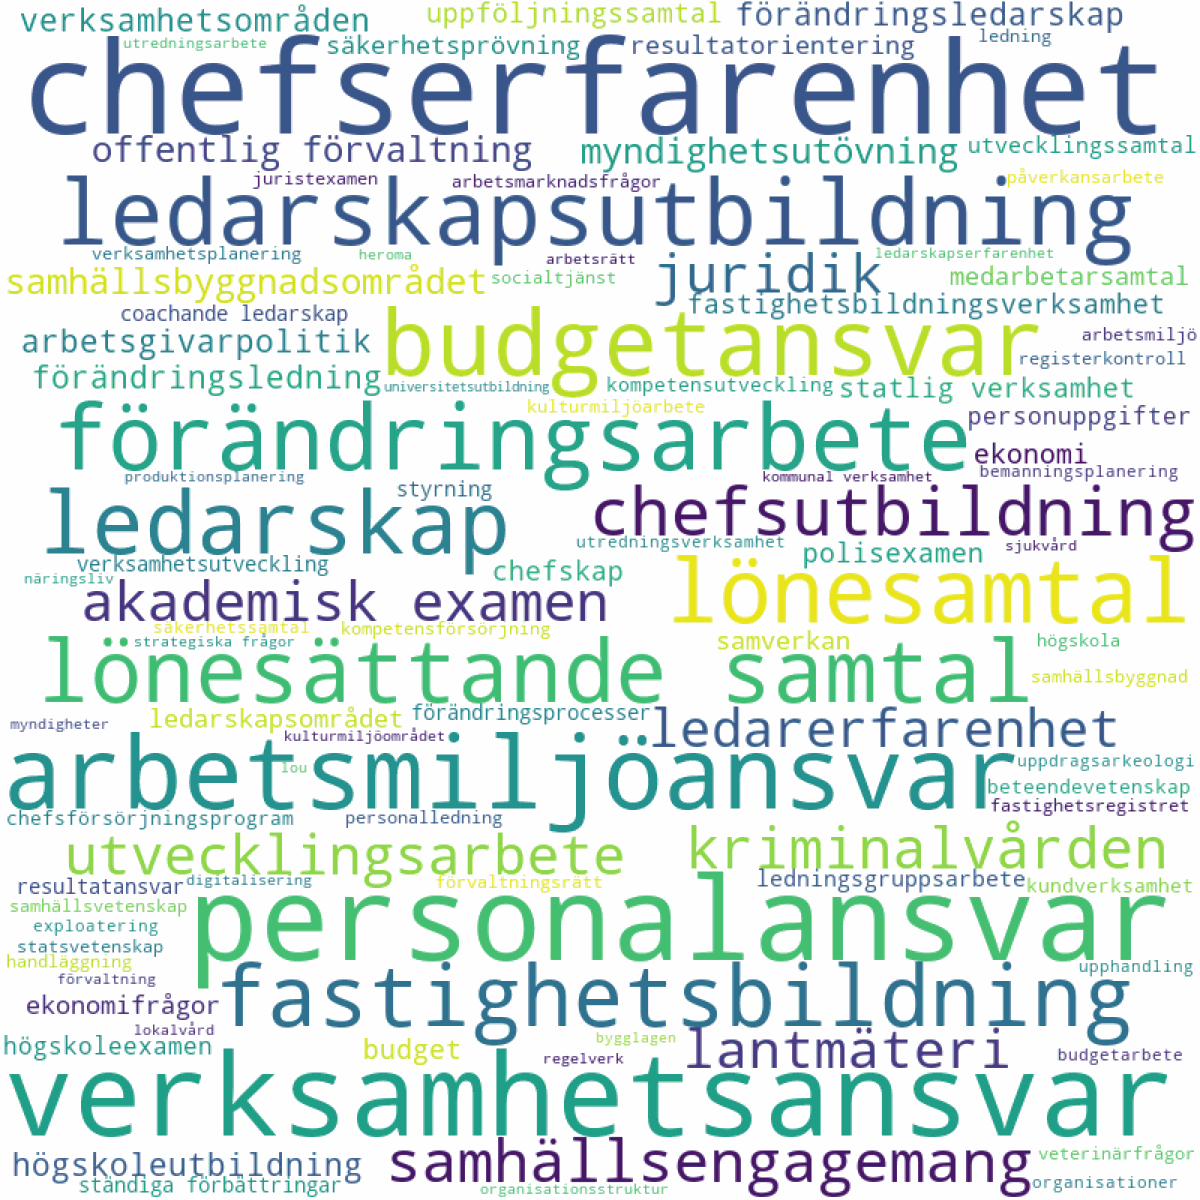 verksamhetsområden
uppföljningssamtal
förändringsledarskap
utredningsarbete
säkerhetsprövning
resultatorientering
ledning
chefserfarenhet
offentlig förvaltning
myndighetsutövning
utvecklingssamtal
juristexamen
arbetsmarknadsfrågor
påverkansarbete
ledarskapsutbildning
verksamhetsplanering
heroma
arbetsrätt
ledarskapserfarenhet
samhällsbyggnadsområdet
socialtjänst
juridik
medarbetarsamtal
coachande ledarskap
fastighetsbildningsverksamhet
arbetsgivarpolitik
budgetansvar
arbetsmiljö
registerkontroll
förändringsledning
universitetsutbildning
kompetensutveckling
statlig verksamhet
kulturmiljöarbete
förändringsarbete
personuppgifter
ekonomi
produktionsplanering
kommunal verksamhet
bemanningsplanering
ledarskap
styrning
chefsutbildning
utredningsverksamhet
sjukvård
verksamhetsutveckling
polisexamen
näringsliv
chefskap
akademisk examen
lönesamtal
säkerhetssamtal
kompetensförsörjning
strategiska frågor
samverkan
högskola
lönesättande samtal
samhällsbyggnad
myndigheter
ledarskapsområdet
förändringsprocesser
ledarerfarenhet
kulturmiljöområdet
arbetsmiljöansvar
lou
uppdragsarkeologi
beteendevetenskap
fastighetsregistret
chefsförsörjningsprogram
personalledning
utvecklingsarbete
kriminalvården
resultatansvar
digitalisering
förvaltningsrätt
ledningsgruppsarbete
kundverksamhet
samhällsvetenskap
personalansvar
exploatering
statsvetenskap
handläggning
upphandling
förvaltning
fastighetsbildning
ekonomifrågor
lokalvård
högskoleexamen
budget
bygglagen
regelverk
lantmäteri
budgetarbete
verksamhetsansvar
högskoleutbildning
samhällsengagemang
veterinärfrågor
ständiga förbättringar
organisationsstruktur
organisationer